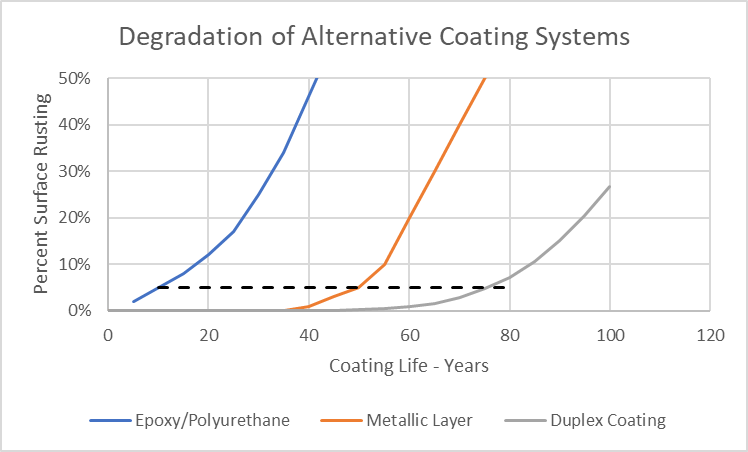 Degradation of Alternative Coating Systems
Percent Surface Rusting
50%
40%
30%
20%
10%
0%
0 20 40 60 80 100 120
Coating Life - Years
Epoxy/Polyurethane Metallic Layer Duplex Coating